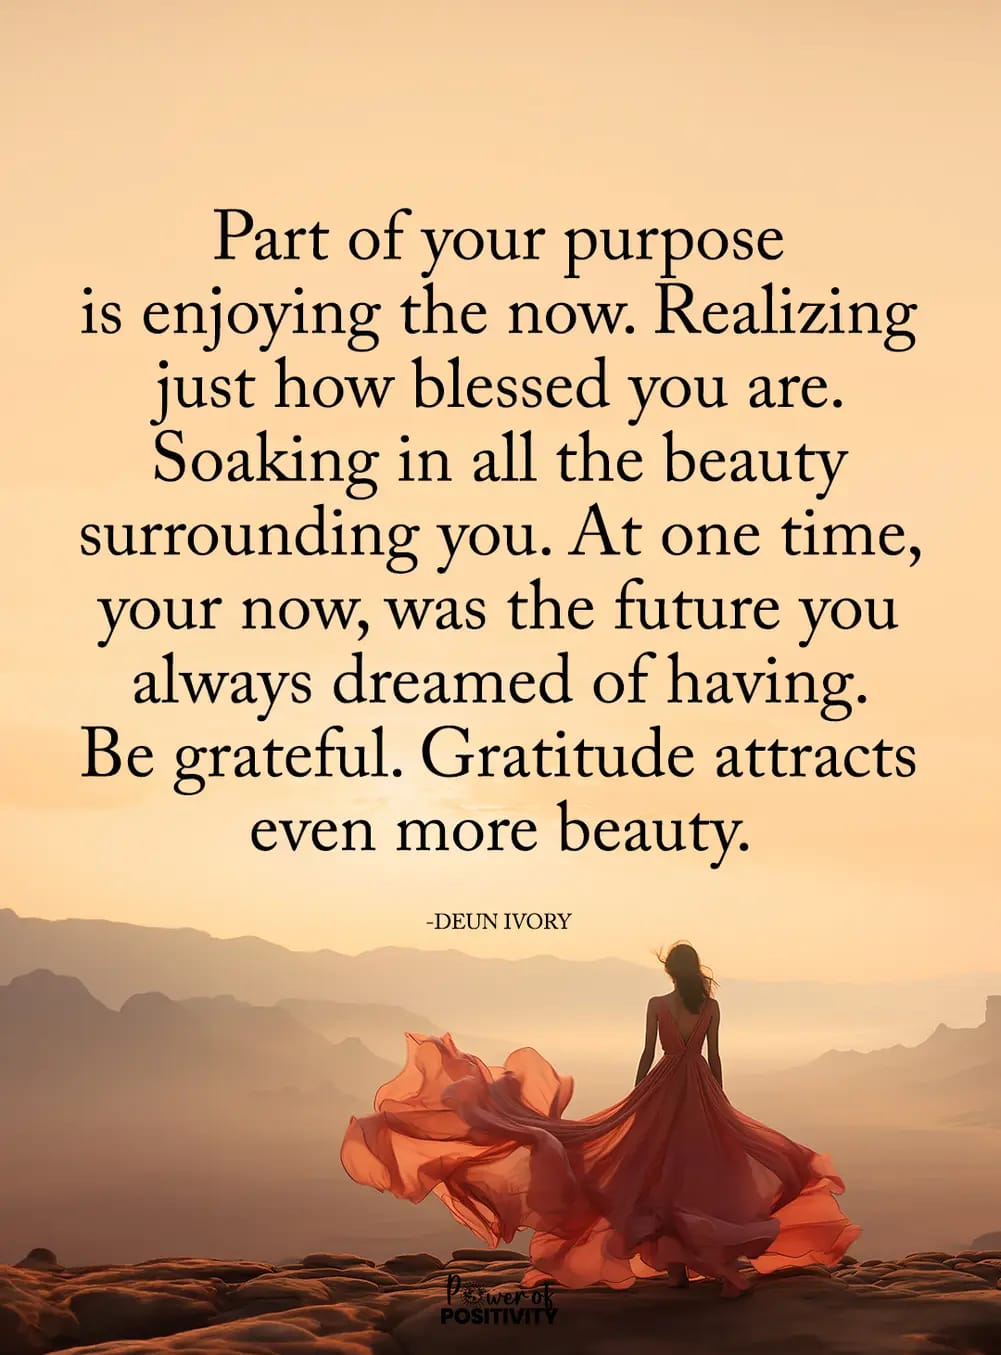 Part of your purpose
is enjoying the now. Realizing
just how blessed you are.
Soaking in all the beauty
surrounding you. At one time,
your now, was the future you
always dreamed of having.
Be grateful. Gratitude attracts
even more beauty.
-DEUN IVORY
Power of
POSITIVITY